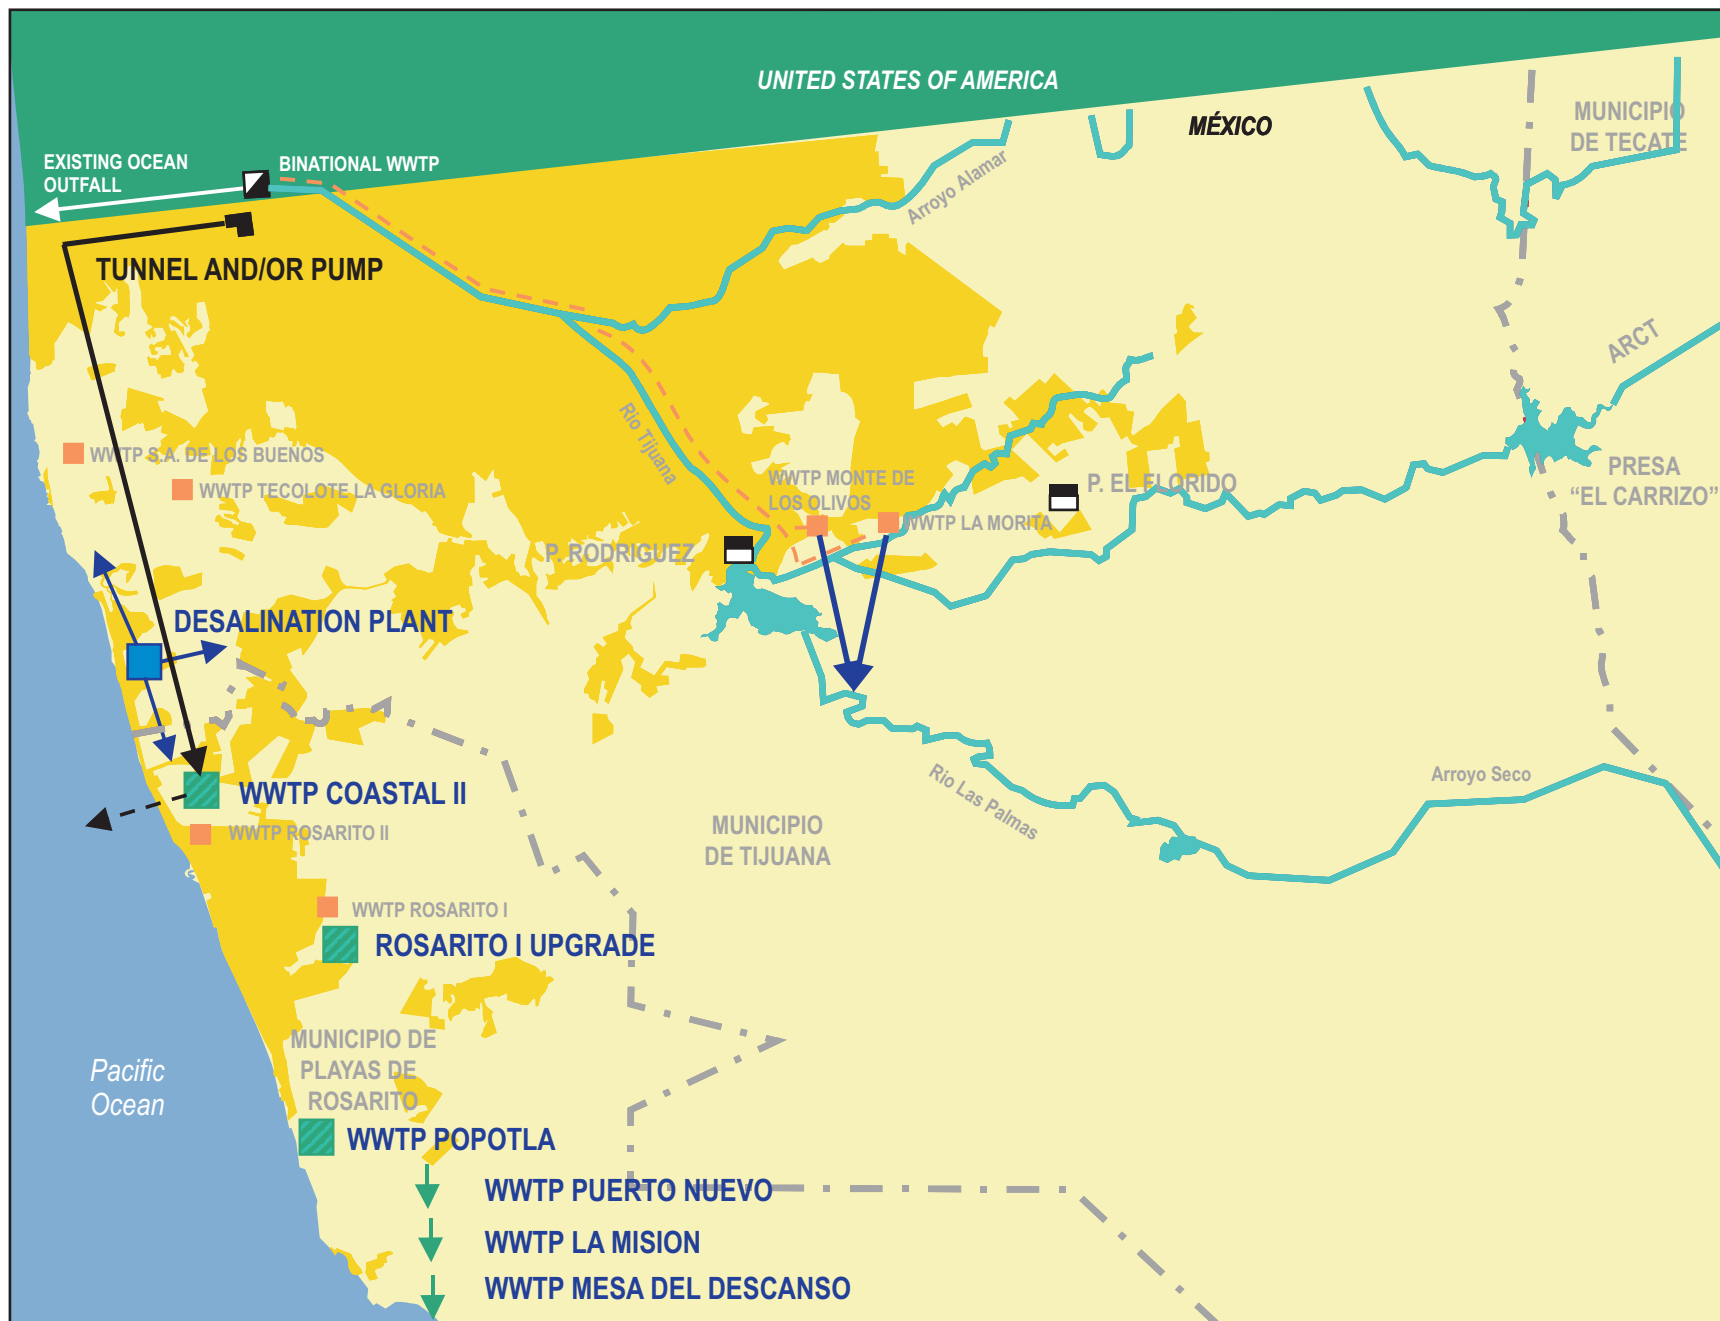 UNITED STATES OF AMERICA
MÉXICO
MUNICIPIO
DE TECATE
EXISTING OCEAN
OUTFALL
BINATIONAL WWTP
Arroyo Alamar
TUNNEL AND/OR PUMP
ARCT
Rio Tijuana
WWTP S.A. DE LOS BUENOS
WWTP TECOLOTE LA GLORIA
WWTP MONTE DE
LOS OLIVOS
P. EL FLORIDO
WWTP LA MORITA
PRESA
“EL CARRIZO”
P. RODRIGUEZ
DESALINATION PLANT
WWTP COASTAL II
WWTP ROSARITO II
Rio Las Palmas
Arroyo Seco
MUNICIPIO
DE TIJUANA
WWTP ROSARITO I
ROSARITO I UPGRADE
MUNICIPIO DE
PLAYAS DE
ROSARITO
Pacific
Ocean
WWTP POPOTLA
WWTP PUERTO NUEVO
WWTP LA MISION
WWTP MESA DEL DESCANSO